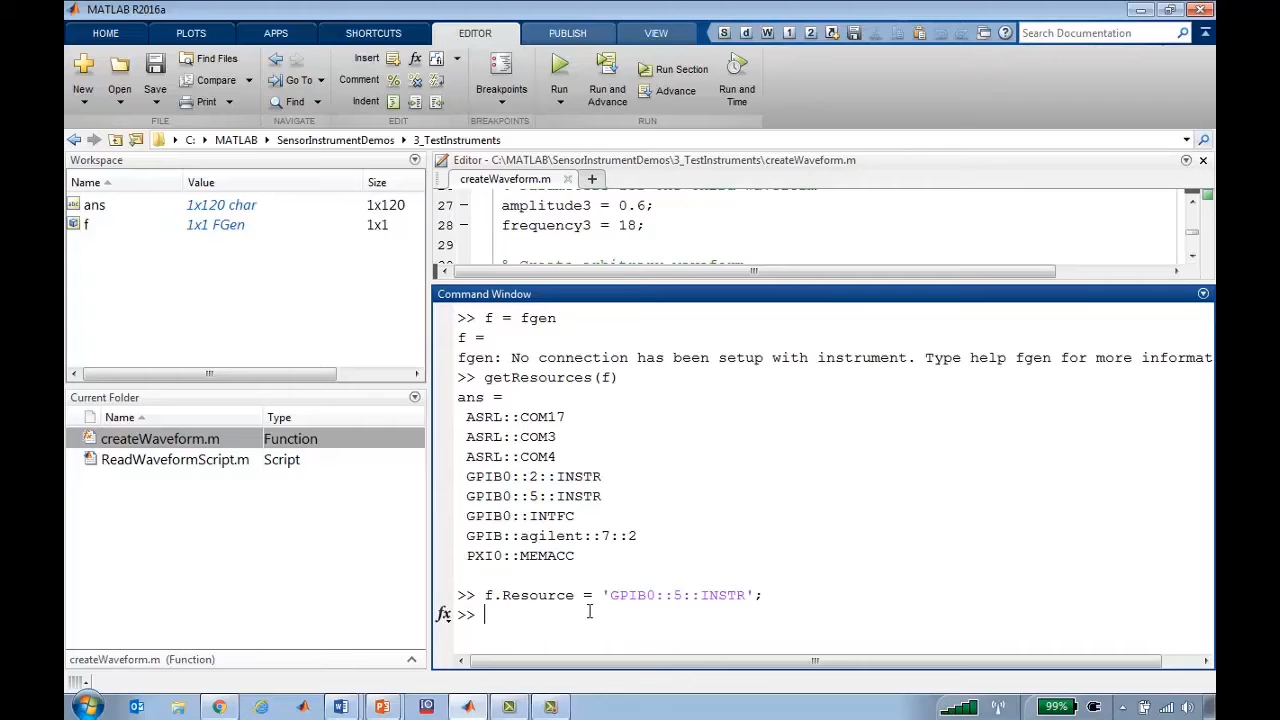 MATLAB R2016a
HOME PLOTS APPS SHORTCUTS EDITOR PUBLISH VIEW Search Documentation
New Open Save Find Files Compare Print
Insert fx Comment Indent
Go To Find
Breakpoints Run Run and Advance Run Section Advance Run and Time
FILE NAVIGATE EDIT BREAKPOINTS RUN
C: MATLAB SensorInstrumentDemos 3_TestInstruments
Workspace
Name Value Size
ans 1x120 char 1x120
f 1x1 FGen 1x1
Current Folder
Name Type
createWaveform.m Function
ReadWaveformScript.m Script
createWaveform.m (Function)
Editor - C:\MATLAB\SensorInstrumentDemos\3_TestInstruments\createWaveform.m
createWaveform.m
27 amplitude3 = 0.6;
28 frequency3 = 18;
29
Command Window
>> f = fgen
f =
fgen: No connection has been setup with instrument. Type help fgen for more informat
>> getResources(f)
ans =
ASRL::COM17
ASRL::COM3
ASRL::COM4
GPIB0::2::INSTR
GPIB0::5::INSTR
GPIB0::INTFC
GPIB::agilent::7::2
PXI0::MEMACC
>> f.Resource = 'GPIB0::5::INSTR';
fx >>
99%